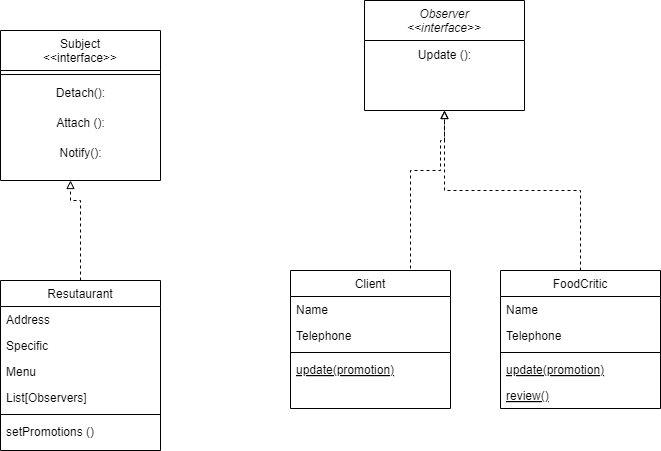 Subject
<<interface>>
Detach():
Attach ():
Notify():
Observer
<<interface>>
Update ():
Resutaurant
Address
Specific
Menu
List[Observers]
setPromotions ()
Client
Name
Telephone
update(promotion)
FoodCritic
Name
Telephone
update(promotion)
review()